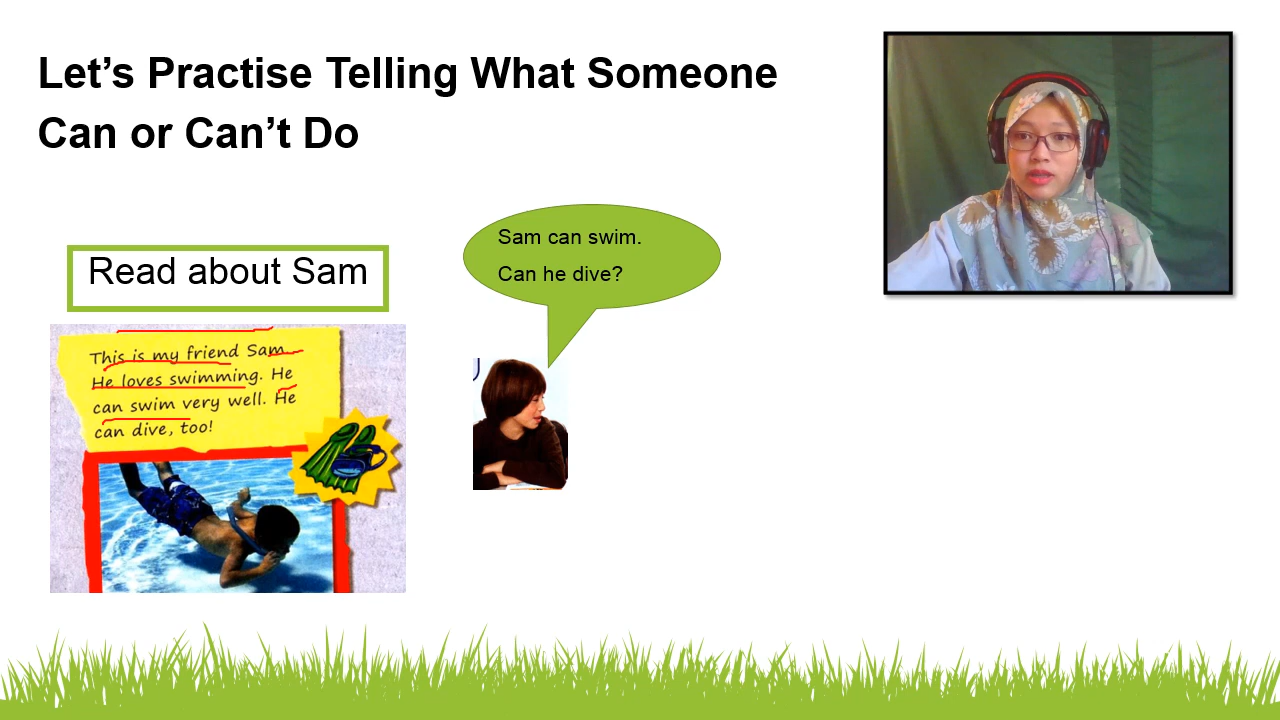 Let’s Practise Telling What Someone
Can or Can’t Do
Read about Sam
This is my friend Sam.
He loves swimming. He
can swim very well. He
can dive, too!
Sam can swim.
Can he dive?